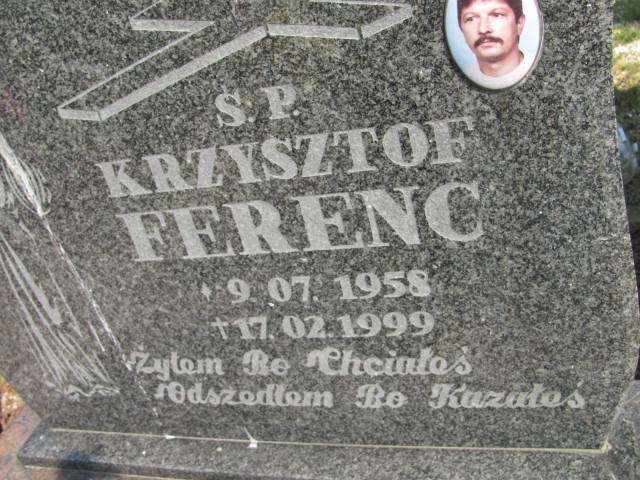 Ś.P.
KRZYSZTOF
FERENC
* 9.07.1958
†17.02.1999
Żyłem Bo Chciałeś
Odszedłem Bo Kazałeś